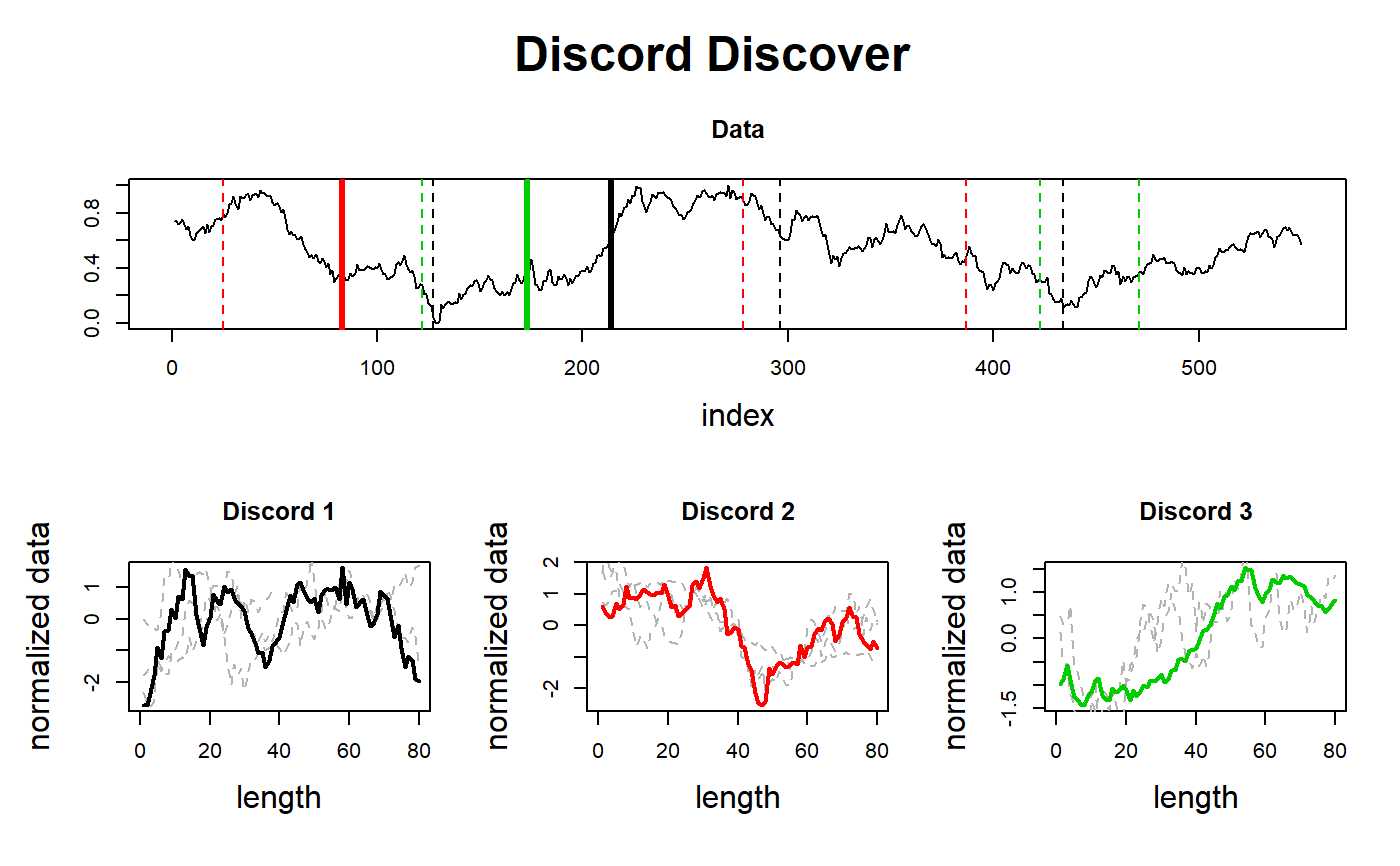 Discord Discover
Data
0.0 0.4 0.8
0 100 200 300 400 500
index
Discord 1
normalized data
-2 0 1
0 20 40 60 80
length
Discord 2
normalized data
-2 0 1 2
0 20 40 60 80
length
Discord 3
normalized data
-1.5 0.0 1.0
0 20 40 60 80
length